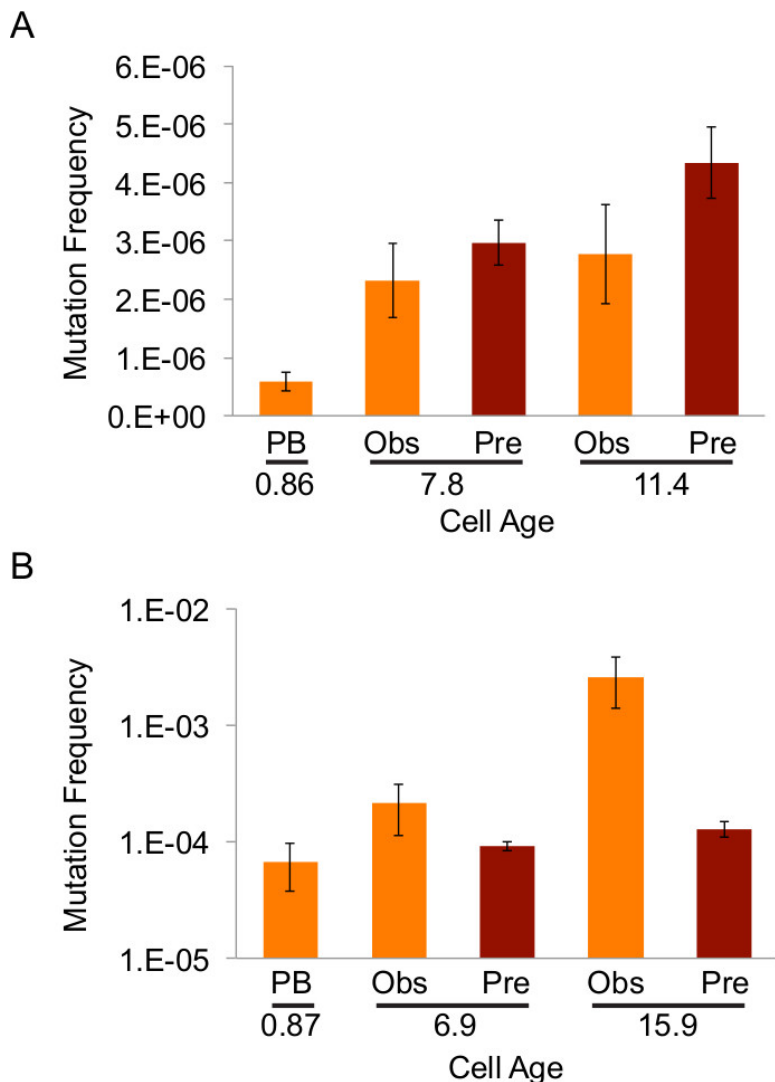 A
Mutation Frequency
6.E-06
5.E-06
4.E-06
3.E-06
2.E-06
1.E-06
0.E+00
PB Obs Pre Obs Pre
0.86 7.8 11.4
Cell Age
B
Mutation Frequency
1.E-02
1.E-03
1.E-04
1.E-05
PB Obs Pre Obs Pre
0.87 6.9 15.9
Cell Age